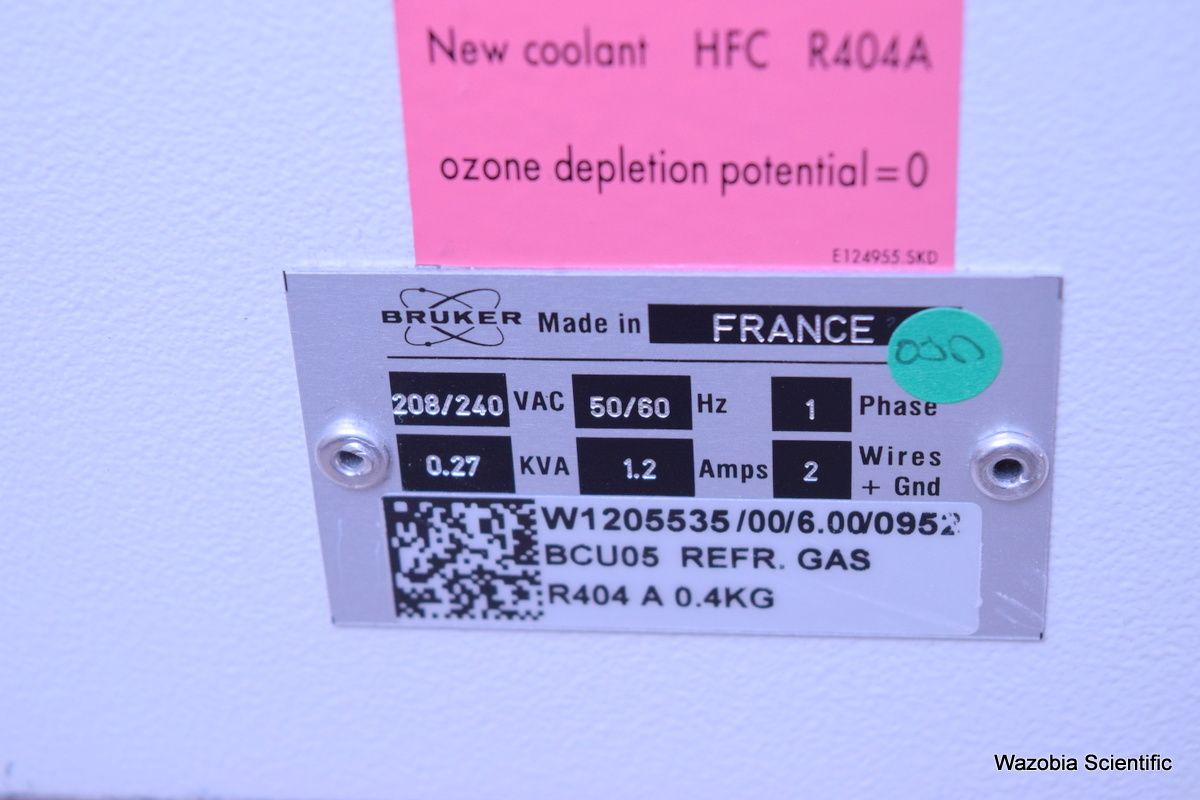 New coolant HFC R404A
ozone depletion potential = 0
E124955.SKD
BRUKER Made in FRANCE
208/240 VAC 50/60 Hz 1 Phase
0.27 KVA 1.2 Amps 2 Wires + Gnd
W1205535/00/6.00/0952
BCU05 REFR. GAS
R404 A 0.4KG
Wazobia Scientific